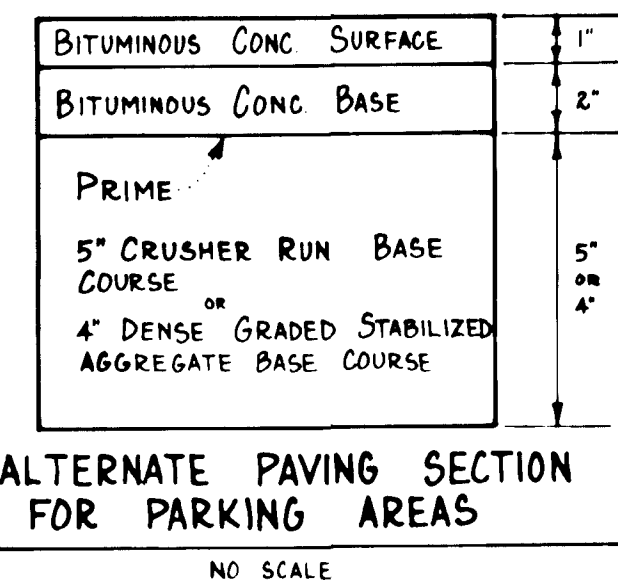 BITUMINOUS CONC. SURFACE
1"
BITUMINOUS CONC. BASE
2"
PRIME
5" CRUSHER RUN BASE
COURSE
OR
4" DENSE GRADED STABILIZED
AGGREGATE BASE COURSE
5"
OR
4"
ALTERNATE PAVING SECTION
FOR PARKING AREAS
NO SCALE